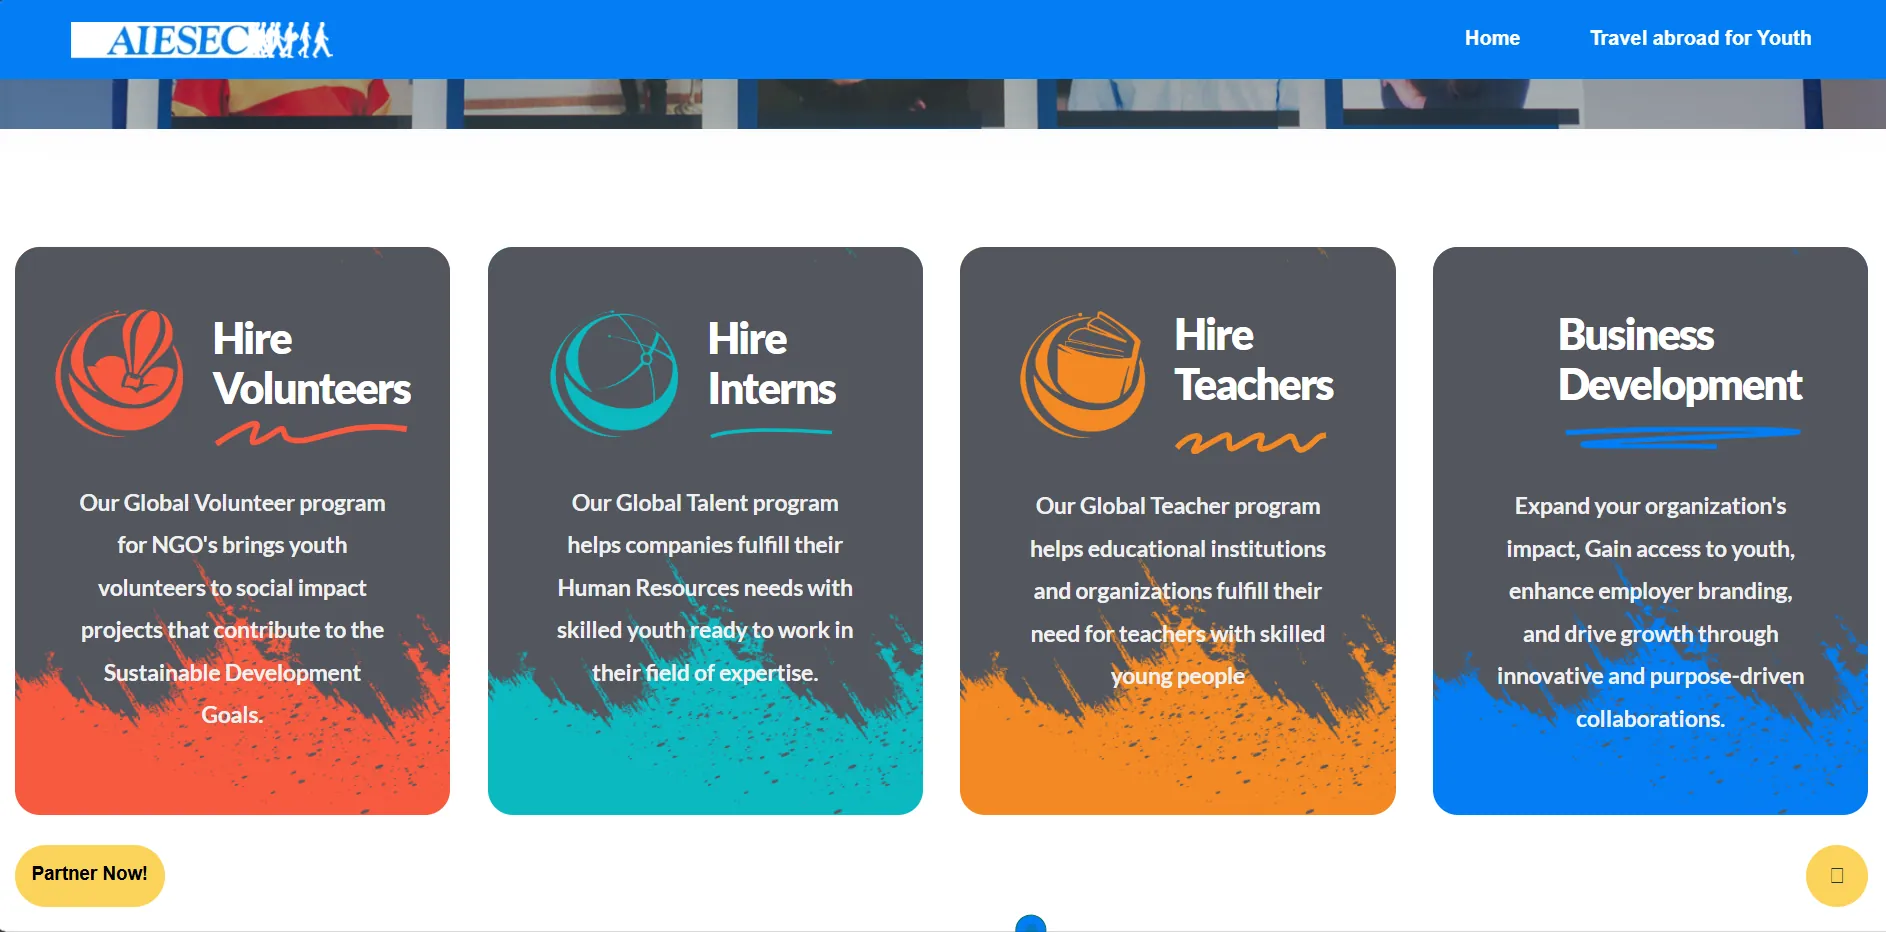 AIESEC
Home
Travel abroad for Youth
Hire
Volunteers
Our Global Volunteer program
for NGO's brings youth
volunteers to social impact
projects that contribute to the
Sustainable Development
Goals.
Hire
Interns
Our Global Talent program
helps companies fulfill their
Human Resources needs with
skilled youth ready to work in
their field of expertise.
Hire
Teachers
Our Global Teacher program
helps educational institutions
and organizations fulfill their
need for teachers with skilled
young people
Business
Development
Expand your organization's
impact, Gain access to youth,
enhance employer branding,
and drive growth through
innovative and purpose-driven
collaborations.
Partner Now!